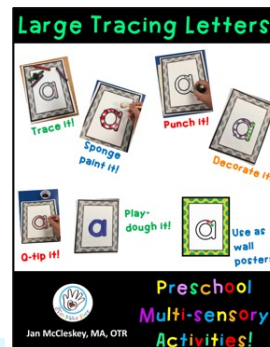 Large Tracing Letters
Trace it!
Sponge
paint it!
Punch it!
Decorate it
Q-tip it!
Play-
dough it!
Use as
wall
poster
Preschool
Multi-sensory
Activities!
Jan McCleskey, MA, OTR